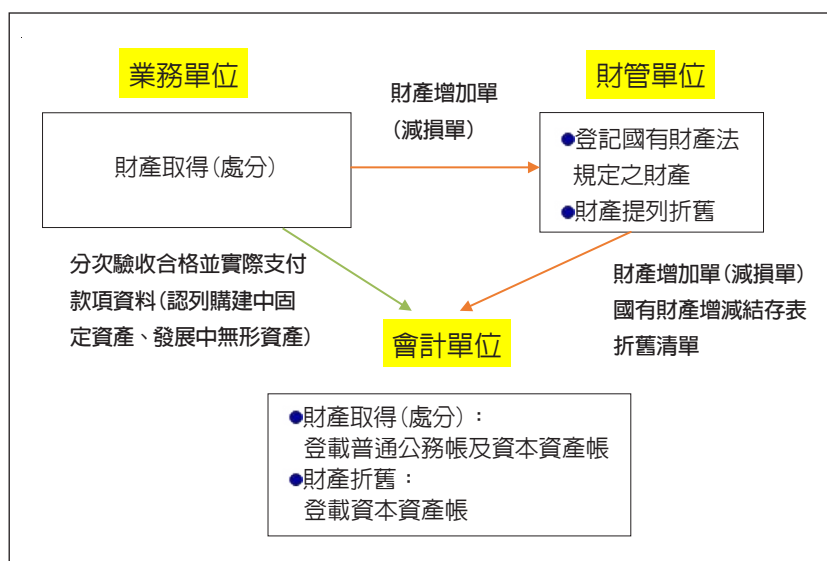 業務單位
財管單位
財產增加單
(減損單)
財產取得(處分)
●登記國有財產法
規定之財產
●財產提列折舊
分次驗收合格並實際支付
款項資料(認列購建中固
定資產、發展中無形資產)
財產增加單(減損單)
國有財產增減結存表
折舊清單
會計單位
●財產取得(處分)：
登載普通公務帳及資本資產帳
●財產折舊：
登載資本資產帳